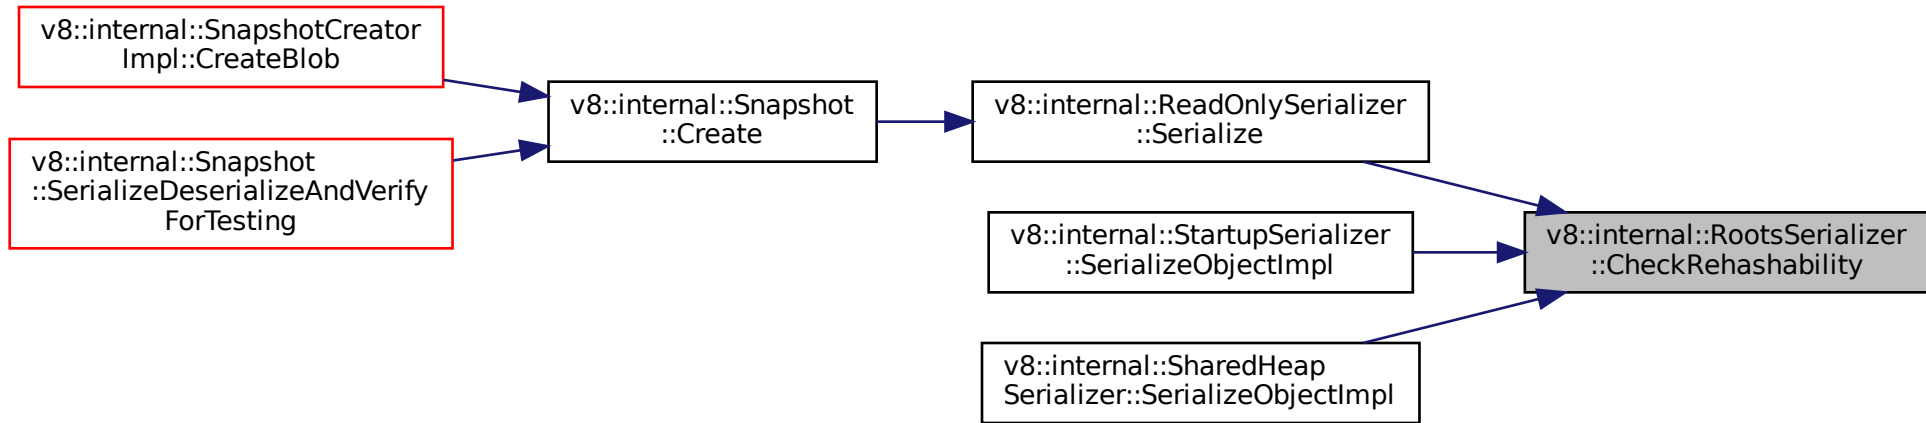 v8::internal::SnapshotCreator
Impl::CreateBlob
v8::internal::Snapshot
::SerializeDeserializeAndVerify
ForTesting
v8::internal::Snapshot
::Create
v8::internal::ReadOnlySerializer
::Serialize
v8::internal::StartupSerializer
::SerializeObjectImpl
v8::internal::SharedHeap
Serializer::SerializeObjectImpl
v8::internal::RootsSerializer
::CheckRehashability